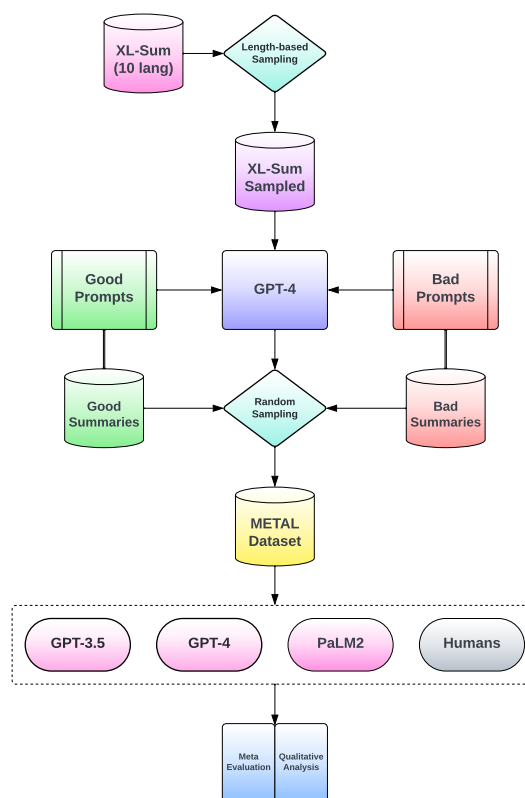 XL-Sum
(10 lang)
Length-based
Sampling
XL-Sum
Sampled
Good
Prompts
GPT-4
Bad
Prompts
Good
Summaries
Random
Sampling
Bad
Summaries
METAL
Dataset
GPT-3.5
GPT-4
PaLM2
Humans
Meta
Evaluation
Qualitative
Analysis